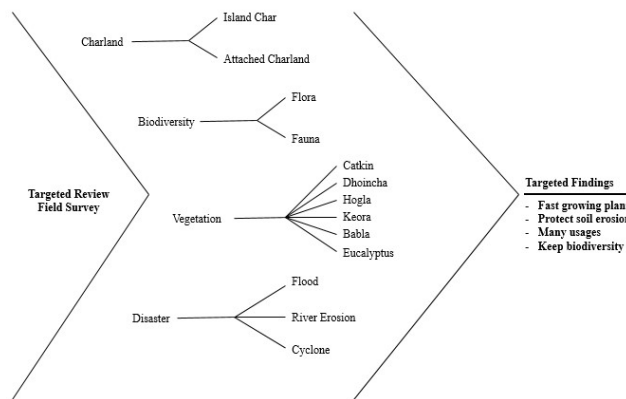 Targeted Review
Field Survey
Charland
Island Char
Attached Charland
Biodiversity
Flora
Fauna
Vegetation
Catkin
Dhoincha
Hogla
Keora
Babla
Eucalyptus
Disaster
Flood
River Erosion
Cyclone
Targeted Findings
- Fast growing plan
- Protect soil erosion
- Many usages
- Keep biodiversity